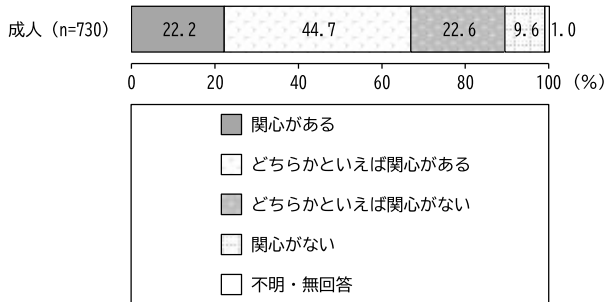 成人（n=730） 22.2 44.7 22.6 9.6 1.0
0 20 40 60 80 100（%）
関心がある
どちらかといえば関心がある
どちらかといえば関心がない
関心がない
不明・無回答